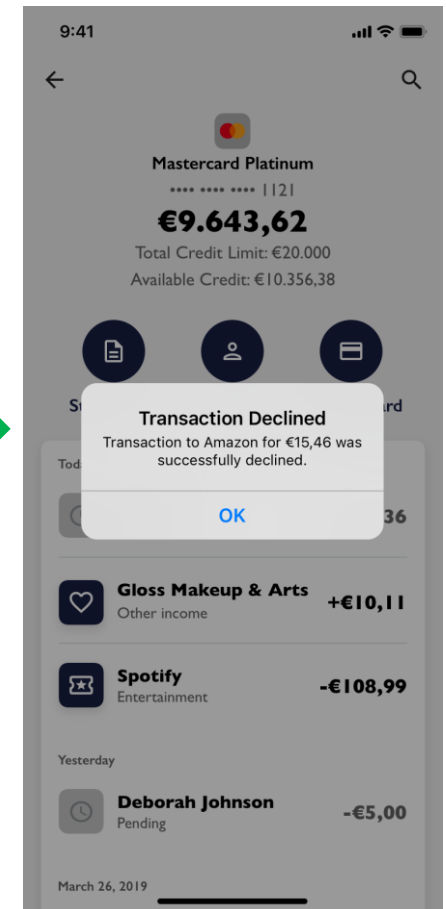 9:41
Mastercard Platinum
•••• •••• •••• 1121
€9.643,62
Total Credit Limit: €20.000
Available Credit: €10.356,38
Transaction Declined
Transaction to Amazon for €15,46 was
successfully declined.
OK
36
Gloss Makeup & Arts
+€10,11
Other income
Spotify
-€108,99
Entertainment
Yesterday
Deborah Johnson
-€5,00
Pending
March 26, 2019